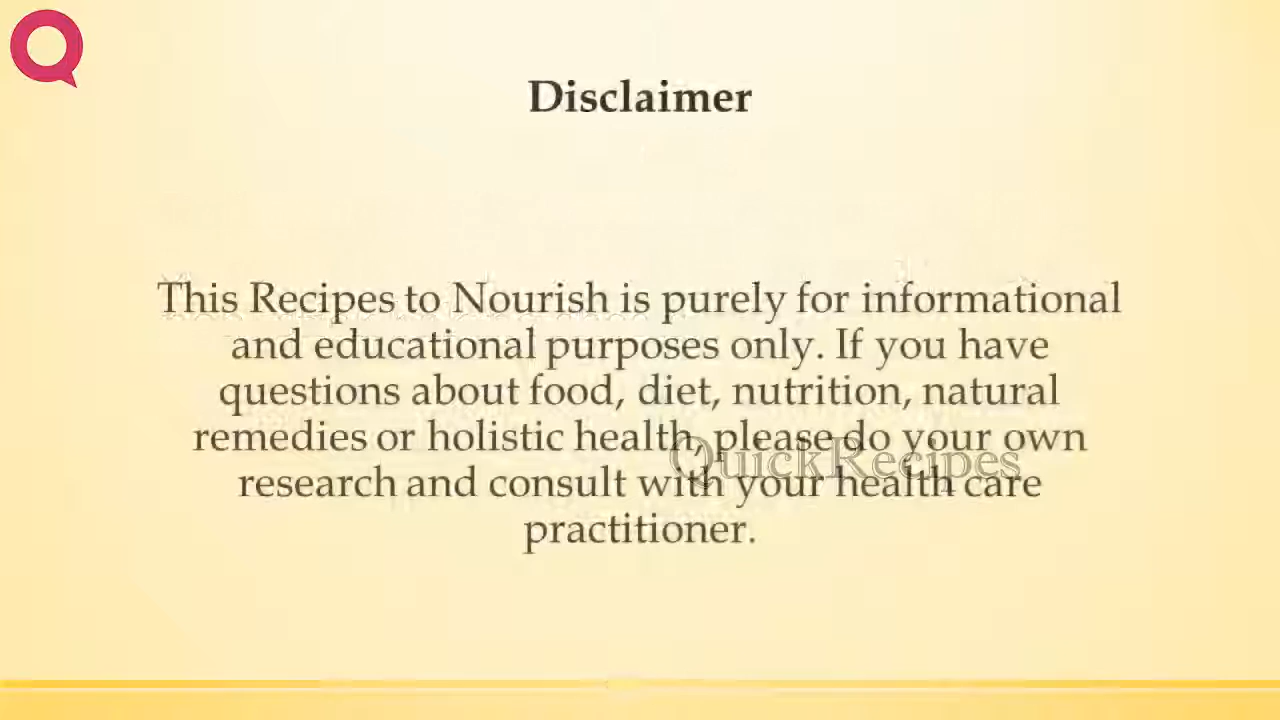 Disclaimer
This Recipes to Nourish is purely for informational
and educational purposes only. If you have
questions about food, diet, nutrition, natural
remedies or holistic health, please do your own
QuickRecipes
research and consult with your health care
practitioner.